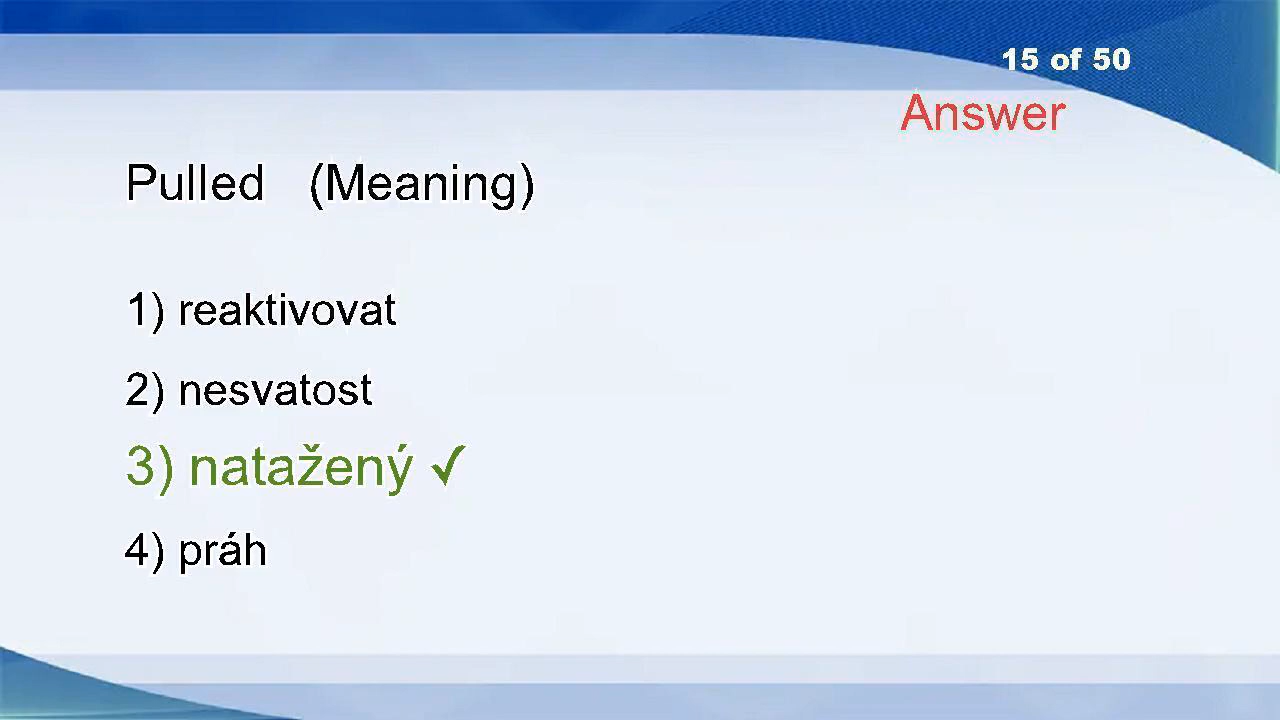 15 of 50
Answer
Pulled (Meaning)
1) reaktivovat
2) nesvatost
3) natažený ✓
4) práh